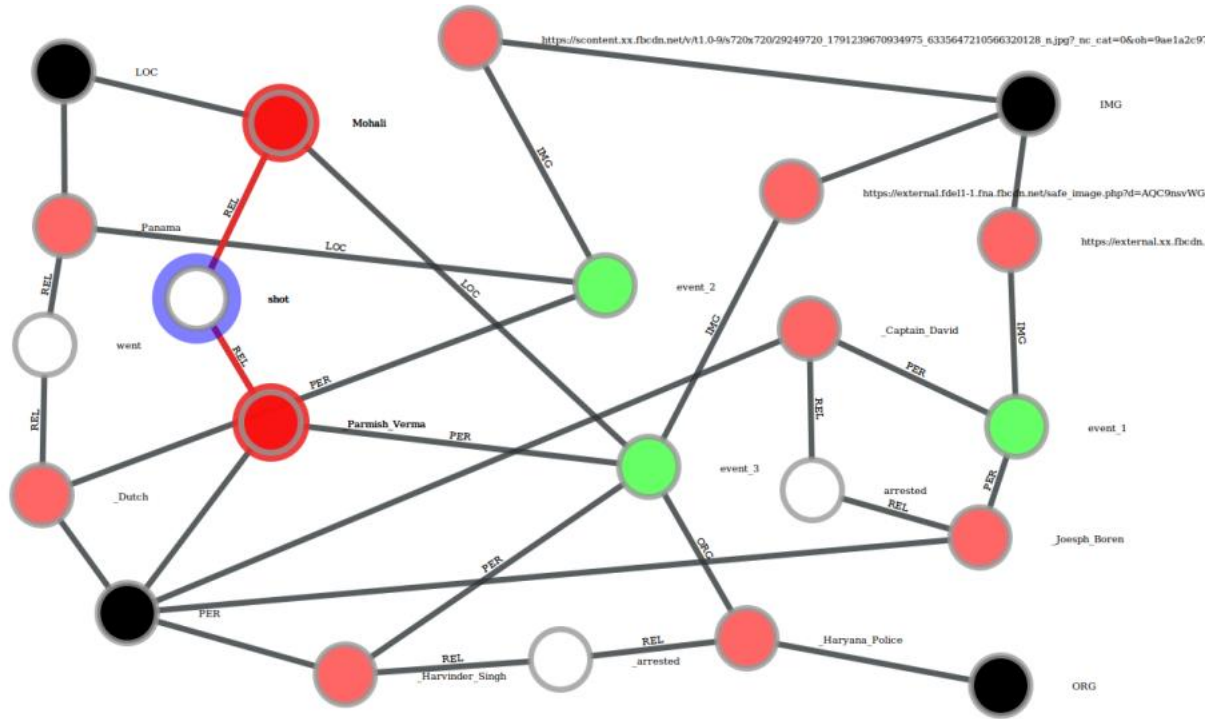 https://scontent.xx.fbcdn.net/v/t1.0-9/s720x720/29249720_1791239670934975_6335647210566320128_n.jpg?_nc_cat=0&oh=9ae1a2c97
LOC
IMG
Mohali
IMG
https://external.fdel1-1.fna.fbcdn.net/safe_image.php?d=AQC9nsvWG
REL
Panama
LOC
https://external.xx.fbcdn.
REL
LOC
event_2
shot
IMG
IMG
_Captain_David
went
REL
PER
PER
REL
REL
_Parmish_Verma
PER
event_1
event_3
arrested
PER
_Dutch
REL
_Joesph_Boren
ORG
PER
PER
REL
_Haryana_Police
REL
_arrested
_Harvinder_Singh
ORG